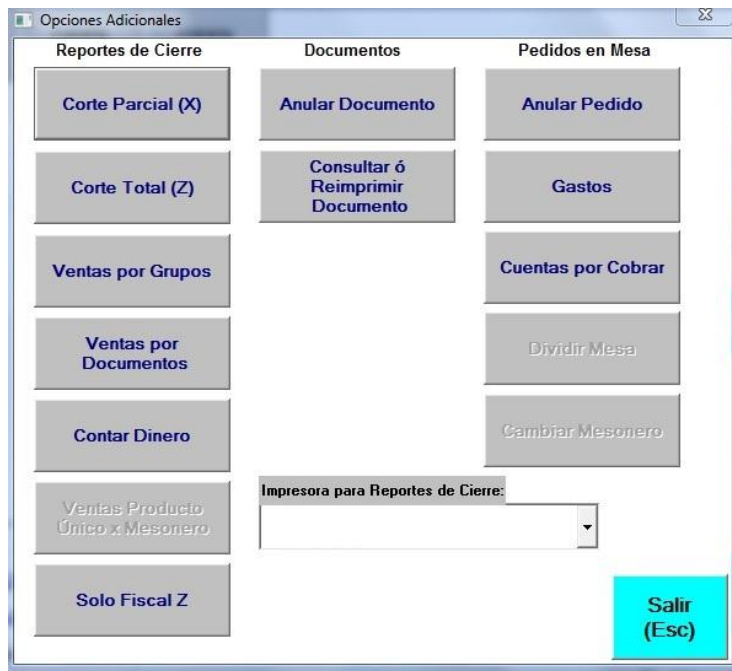 Opciones Adicionales
Reportes de Cierre
Corte Parcial (X)
Corte Total (Z)
Ventas por Grupos
Ventas por
Documentos
Contar Dinero
Ventas Producto
Único x Mesonero
Solo Fiscal Z
Documentos
Anular Documento
Consultar ó
Reimprimir
Documento
Pedidos en Mesa
Anular Pedido
Gastos
Cuentas por Cobrar
Dividir Mesa
Cambiar Mesonero
Impresora para Reportes de Cierre:
Salir
(Esc)